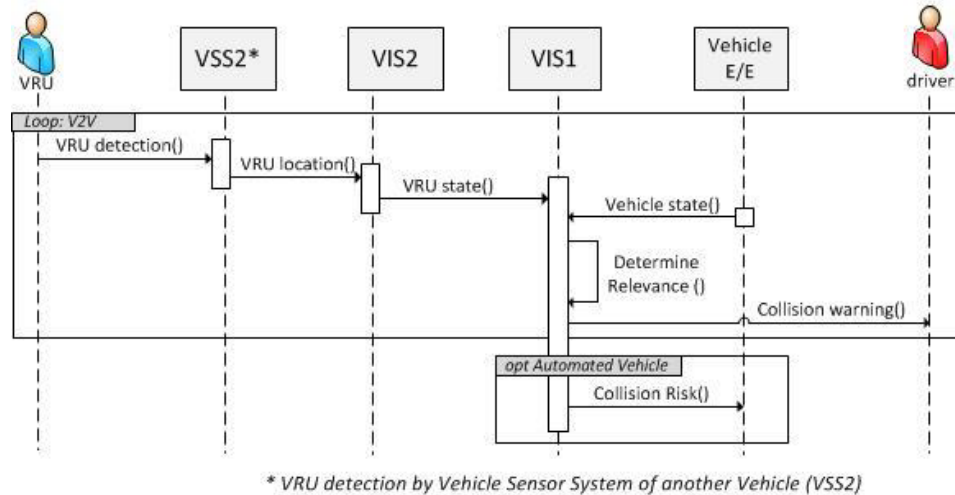 VRU
VSS2*
VIS2
VIS1
Vehicle
E/E
driver
Loop: V2V
VRU detection()
VRU location()
VRU state()
Vehicle state()
Determine
Relevance ()
Collision warning()
opt Automated Vehicle
Collision Risk()
* VRU detection by Vehicle Sensor System of another Vehicle (VSS2)